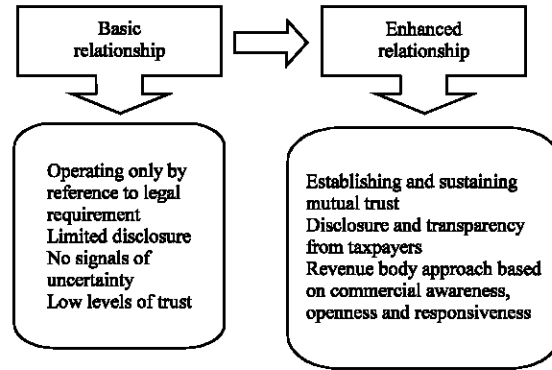 Basic
relationship
Enhanced
relationship
Operating only by
reference to legal
requirement
Limited disclosure
No signals of
uncertainty
Low levels of trust
Establishing and sustaining
mutual trust
Disclosure and transparency
from taxpayers
Revenue body approach based
on commercial awareness,
openness and responsiveness